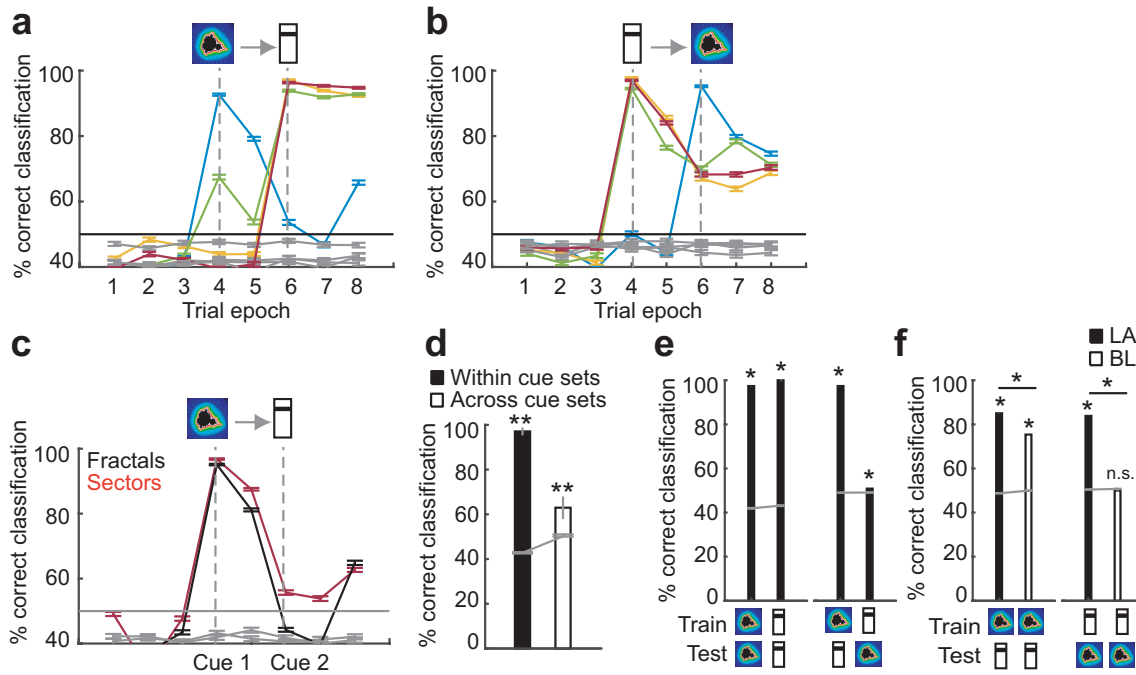 a
% correct classification
100
80
60
40
1 2 3 4 5 6 7 8
Trial epoch
b
% correct classification
100
80
60
40
1 2 3 4 5 6 7 8
Trial epoch
c
% correct classification
100
80
60
40
Fractals
Sectors
Cue 1 Cue 2
d
Within cue sets
Across cue sets
% correct classification
100
80
60
40
20
0
**
**
e
% correct classification
100
80
60
40
20
0
* *
* *
Train
Test
f
LA
BL
% correct classification
100
80
60
40
20
0
* *
* *
* n.s.
Train
Test